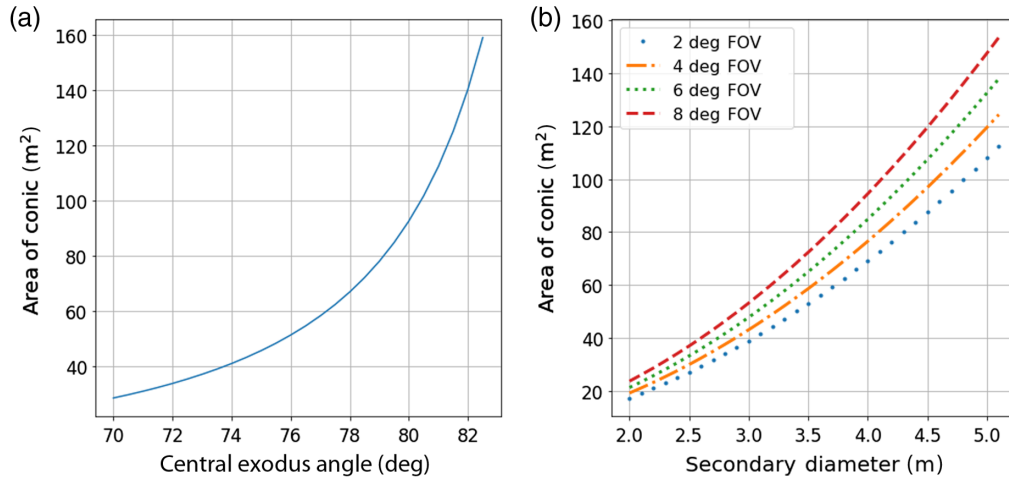 (a)
160
140
120
100
80
60
40
Area of conic (m²)
70 72 74 76 78 80 82
Central exodus angle (deg)
(b)
160
140
120
100
80
60
40
20
Area of conic (m²)
2 deg FOV
4 deg FOV
6 deg FOV
8 deg FOV
2.0 2.5 3.0 3.5 4.0 4.5 5.0
Secondary diameter (m)